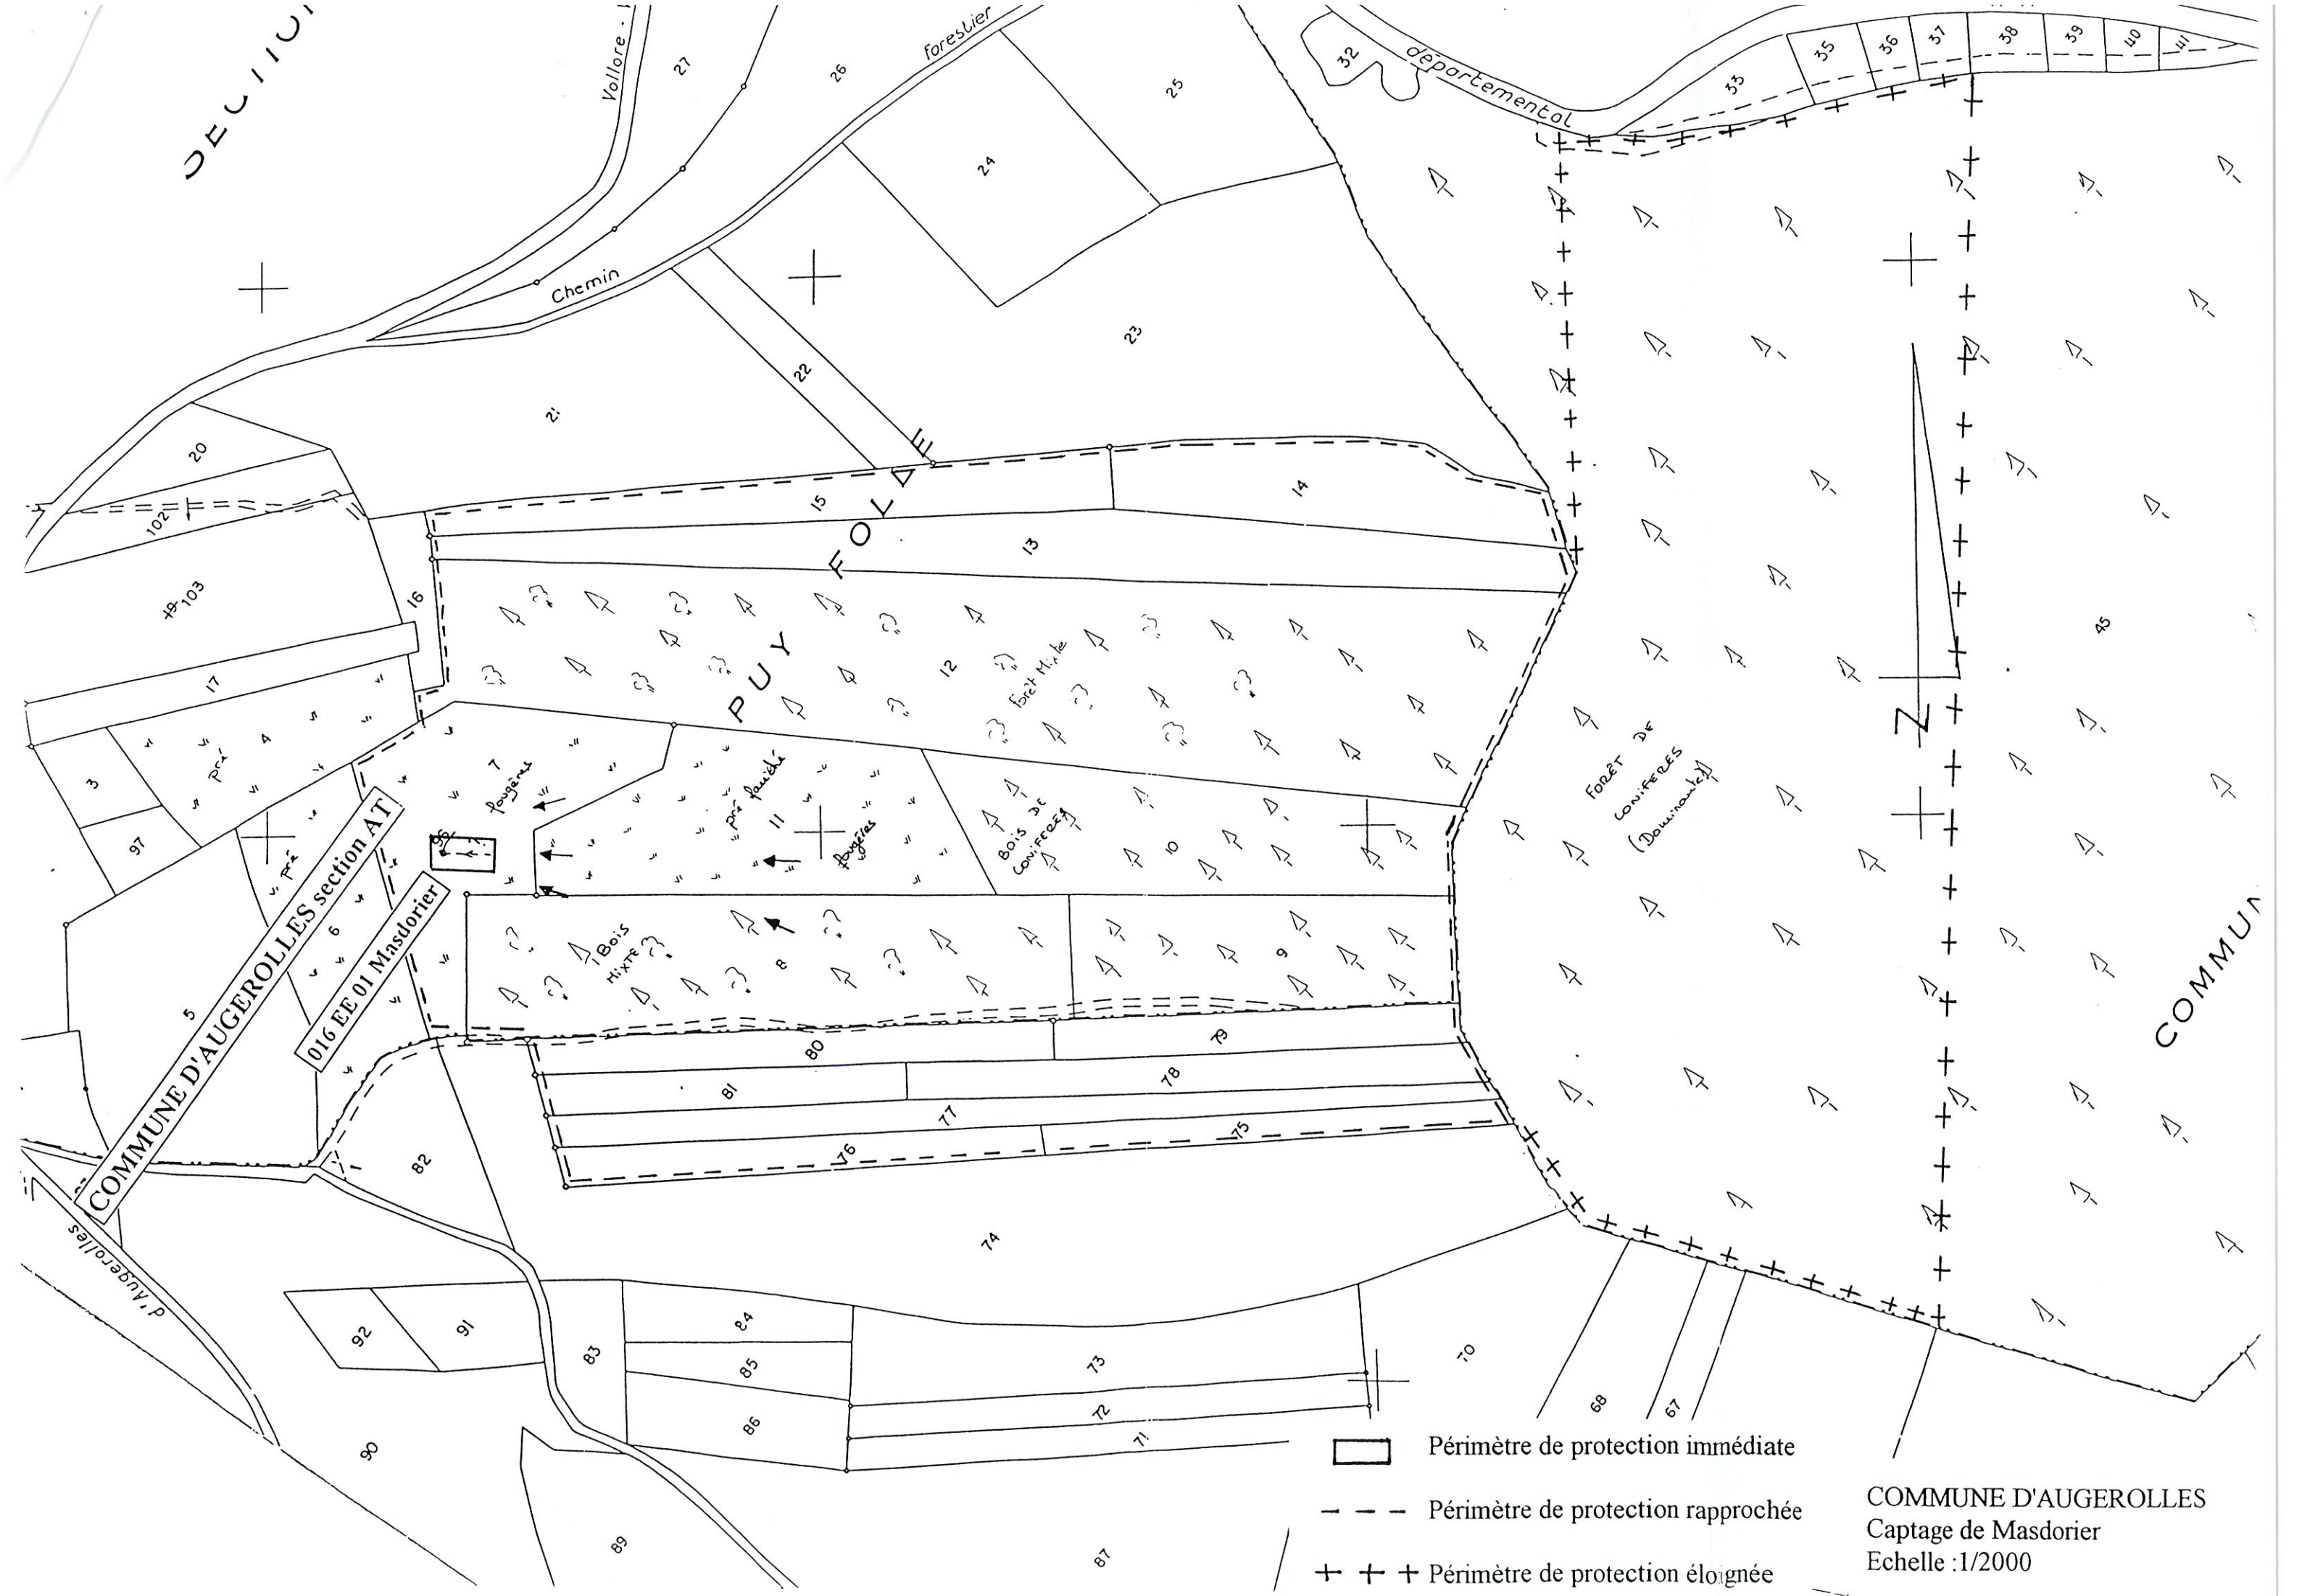 SECTION
Vollore
27
26
Forestier
25
32
départemental
33
35
36
37
38
39
40
41
24
Chemin
23
22
21
20
102
15
14
13
19 103
16
FOLDE
17
12
Forêt Mixte
PUY
45
4
pré
3
97
7
fougères
pré fauché
11
fougères
BOIS DE
CONIFERES
10
FORÊT DE
CONIFERES
(Dominante)
N
96
pré
6
5
COMMUNE D'AUGEROLLES section AT
016 EE 01 Masdorier
Bois
MIXTE
8
9
COMMUN
80
79
81
78
77
76
75
82
74
d'Augerolles
92
91
83
84
85
86
73
72
71
70
68
67
90
89
87
Périmètre de protection immédiate
Périmètre de protection rapprochée
Périmètre de protection éloignée
COMMUNE D'AUGEROLLES
Captage de Masdorier
Echelle :1/2000